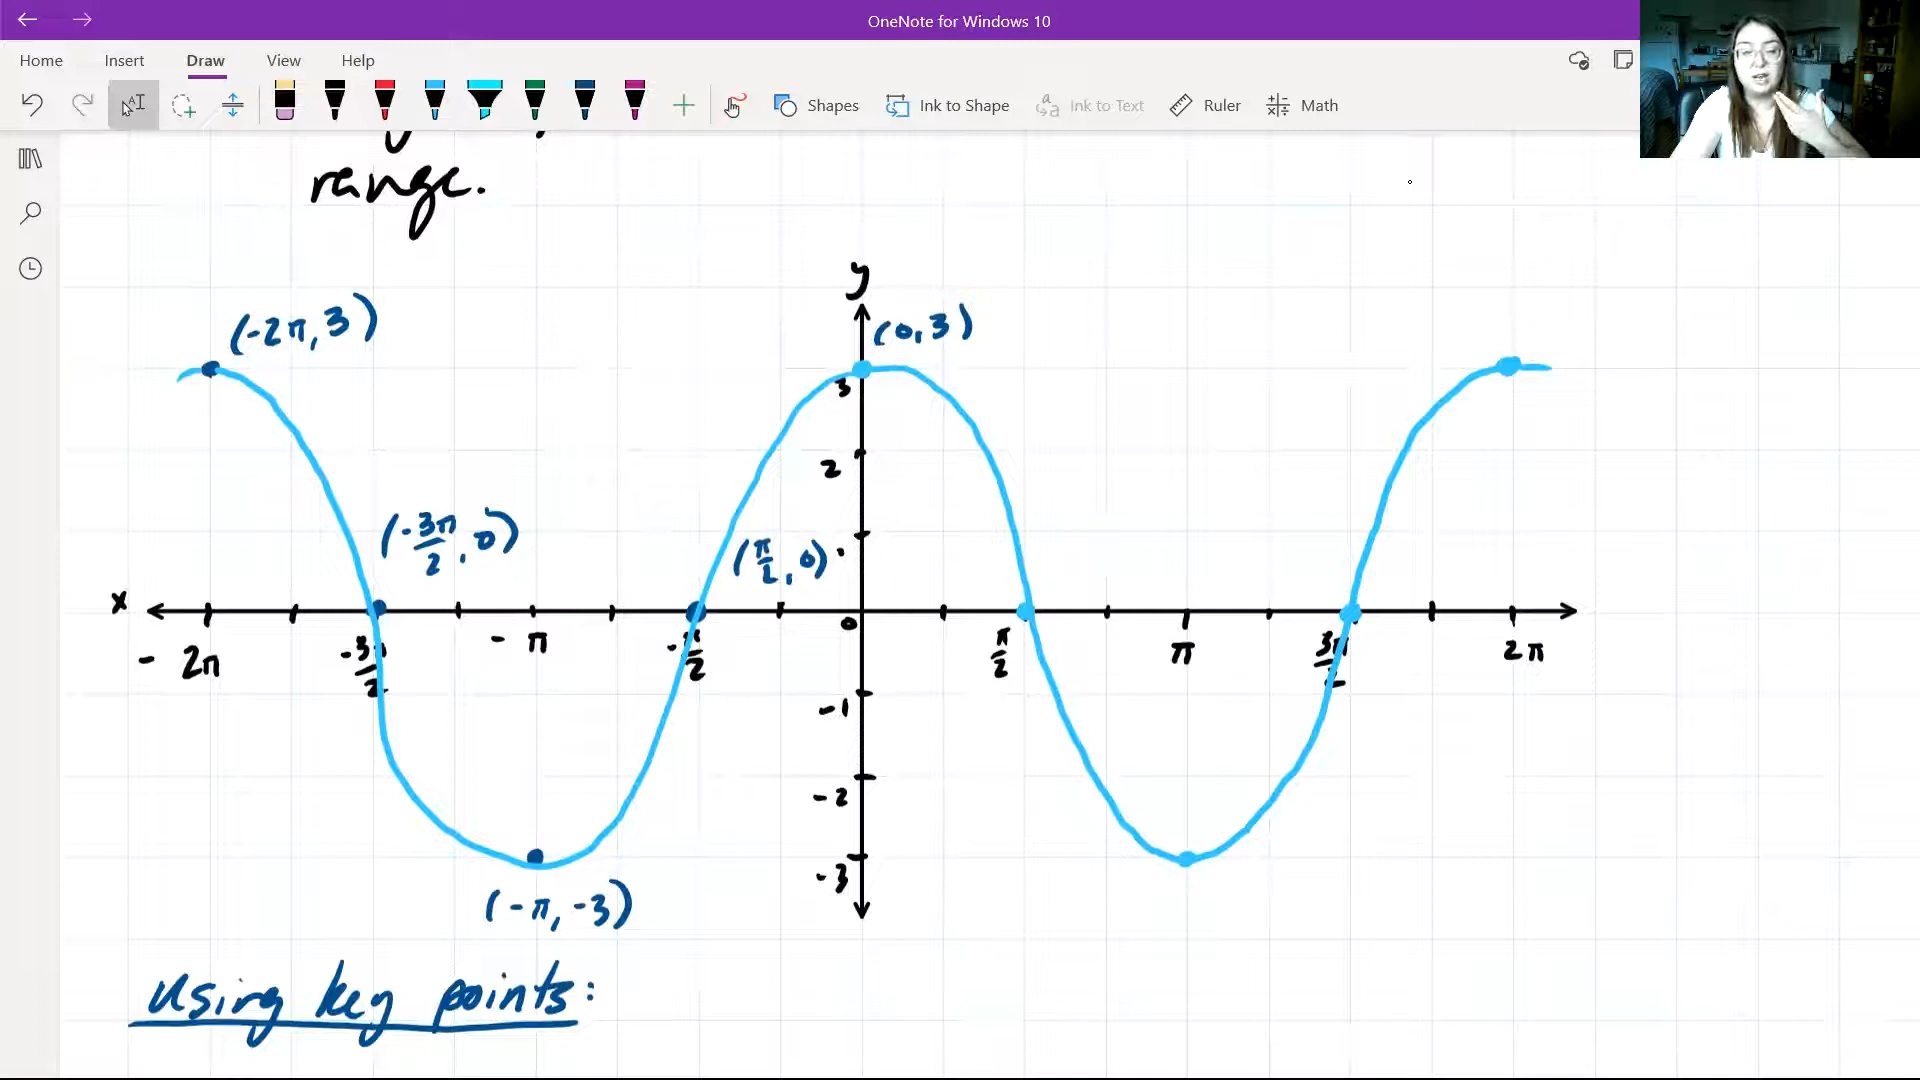 OneNote for Windows 10
Home Insert Draw View Help
Shapes Ink to Shape Ink to Text Ruler Math
range.
y
(-2π, 3)
(0, 3)
3
2
(-3π/2, 0)
(π/2, 0)
x
0
- 2π
-3π/2
- π
-π/2
π/2
π
3π/2
2π
-1
-2
-3
(-π, -3)
Using key points: